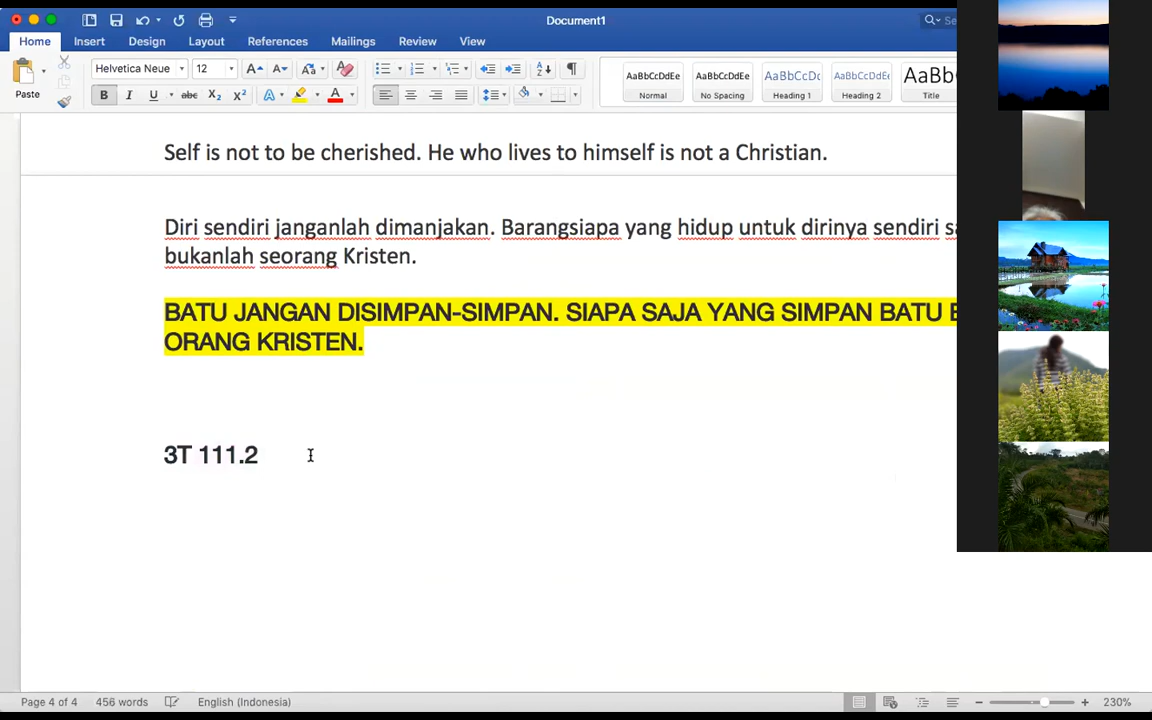 Document1
Se
Home Insert Design Layout References Mailings Review View
Paste
Helvetica Neue 12
AaBbCcDdEe AaBbCcDdEe AaBbCcDc AaBbCcDdEe AaBbCcDd
Normal No Spacing Heading 1 Heading 2 Title
Self is not to be cherished. He who lives to himself is not a Christian.
Diri sendiri janganlah dimanjakan. Barangsiapa yang hidup untuk dirinya sendiri
bukanlah seorang Kristen.
BATU JANGAN DISIMPAN-SIMPAN. SIAPA SAJA YANG SIMPAN BATU
ORANG KRISTEN.
3T 111.2
Page 4 of 4 456 words English (Indonesia) 230%